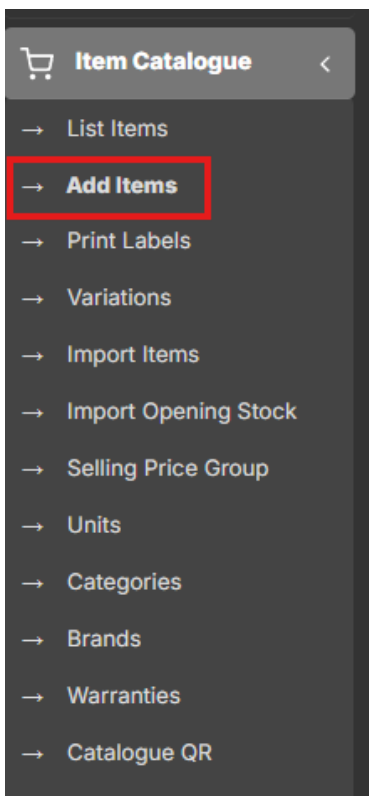 Item Catalogue
→ List Items
→ Add Items
→ Print Labels
→ Variations
→ Import Items
→ Import Opening Stock
→ Selling Price Group
→ Units
→ Categories
→ Brands
→ Warranties
→ Catalogue QR